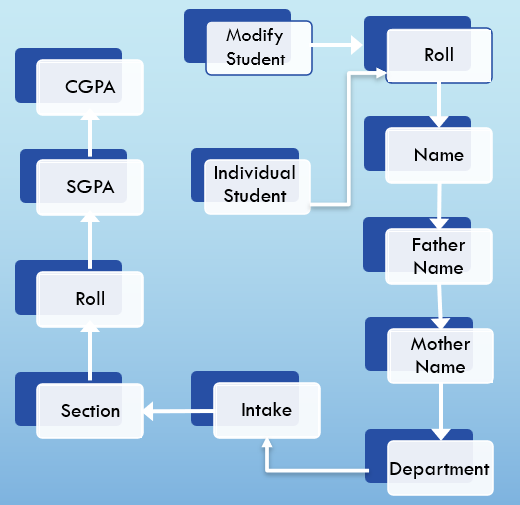 Modify
Student
Roll
CGPA
Name
SGPA
Individual
Student
Father
Name
Roll
Mother
Name
Section
Intake
Department